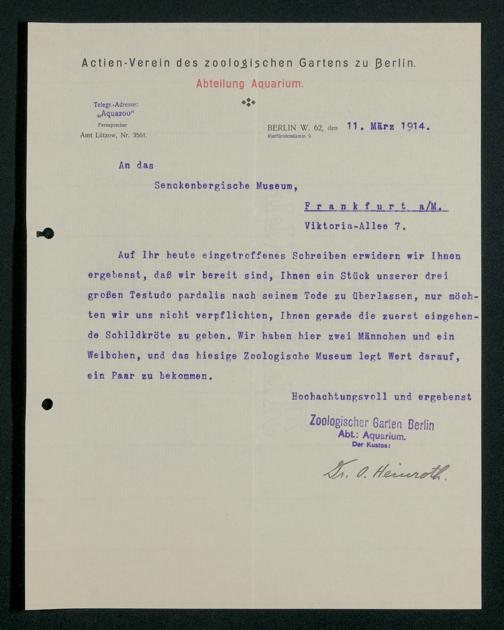 Actien-Verein des zoologischen Gartens zu Berlin.
Abteilung Aquarium.
Telegr.-Adresse:
„Aquazoo“
Fernsprecher
Amt Lützow, Nr. 3561.
BERLIN W. 62, den 11. März 1914.
Kurfürstendamm 9.
An das
Senckenbergische Museum,
Frankfurt a/M.
Viktoria-Allee 7.
Auf Ihr heute eingetroffenes Schreiben erwidern wir Ihnen
ergebenst, daß wir bereit sind, Ihnen ein Stück unserer drei
großen Testudo pardalis nach seinem Tode zu überlassen, nur möch-
ten wir uns nicht verpflichten, Ihnen gerade die zuerst eingehen-
de Schildkröte zu geben. Wir haben hier zwei Männchen und ein
Weibchen, und das hiesige Zoologische Museum legt Wert darauf,
ein Paar zu bekommen.
Hochachtungsvoll und ergebenst
Zoologischer Garten Berlin
Abt.: Aquarium.
Der Kustos:
Dr. O. Heinroth.